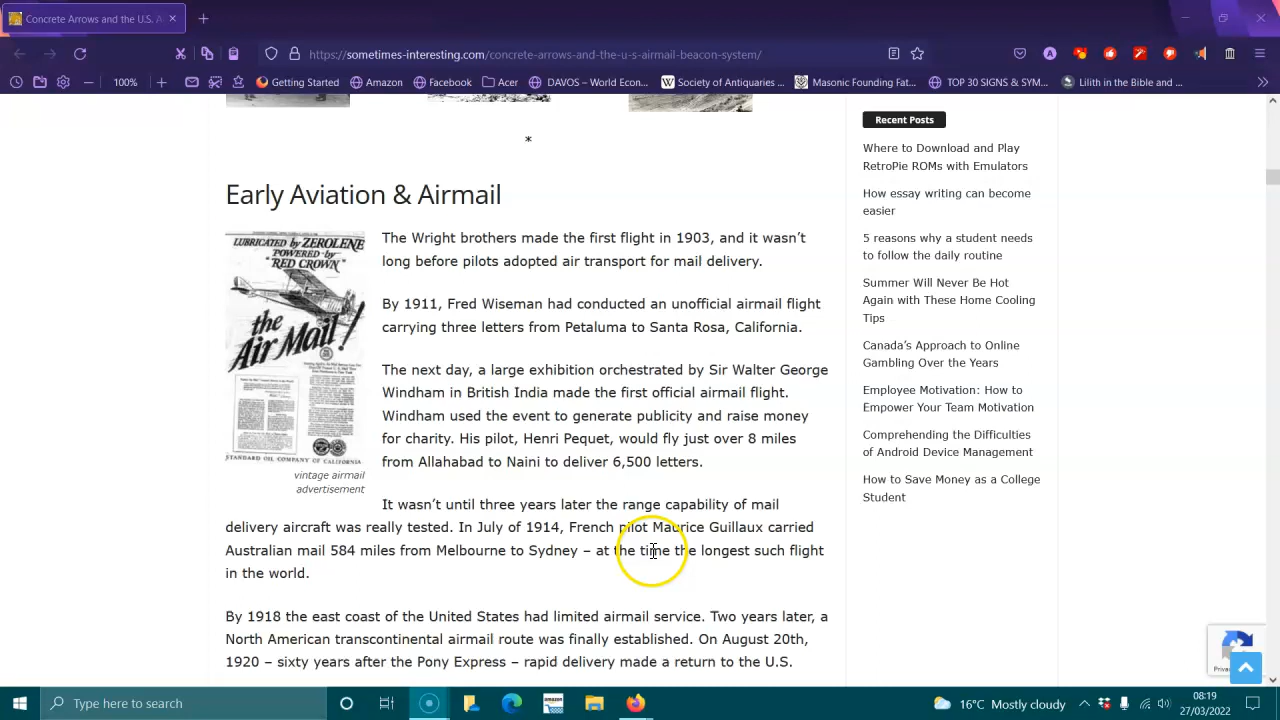 Concrete Arrows and the U.S. A
https://sometimes-interesting.com/concrete-arrows-and-the-u-s-airmail-beacon-system/
100%
Getting Started
Amazon
Facebook
Acer
DAVOS – World Econ...
Society of Antiquaries ...
Masonic Founding Fat...
TOP 30 SIGNS & SYM...
Lilith in the Bible and ...
*
Early Aviation & Airmail
LUBRICATED by ZEROLENE
POWERED by
"RED CROWN"
the
Air Mail!
STANDARD OIL COMPANY OF CALIFORNIA
vintage airmail
advertisement
The Wright brothers made the first flight in 1903, and it wasn't
long before pilots adopted air transport for mail delivery.
By 1911, Fred Wiseman had conducted an unofficial airmail flight
carrying three letters from Petaluma to Santa Rosa, California.
The next day, a large exhibition orchestrated by Sir Walter George
Windham in British India made the first official airmail flight.
Windham used the event to generate publicity and raise money
for charity. His pilot, Henri Pequet, would fly just over 8 miles
from Allahabad to Naini to deliver 6,500 letters.
It wasn't until three years later the range capability of mail
delivery aircraft was really tested. In July of 1914, French pilot Maurice Guillaux carried
Australian mail 584 miles from Melbourne to Sydney – at the time the longest such flight
in the world.
By 1918 the east coast of the United States had limited airmail service. Two years later, a
North American transcontinental airmail route was finally established. On August 20th,
1920 – sixty years after the Pony Express – rapid delivery made a return to the U.S.
Recent Posts
Where to Download and Play
RetroPie ROMs with Emulators
How essay writing can become
easier
5 reasons why a student needs
to follow the daily routine
Summer Will Never Be Hot
Again with These Home Cooling
Tips
Canada's Approach to Online
Gambling Over the Years
Employee Motivation: How to
Empower Your Team Motivation
Comprehending the Difficulties
of Android Device Management
How to Save Money as a College
Student
Type here to search
16°C Mostly cloudy
08:19
27/03/2022